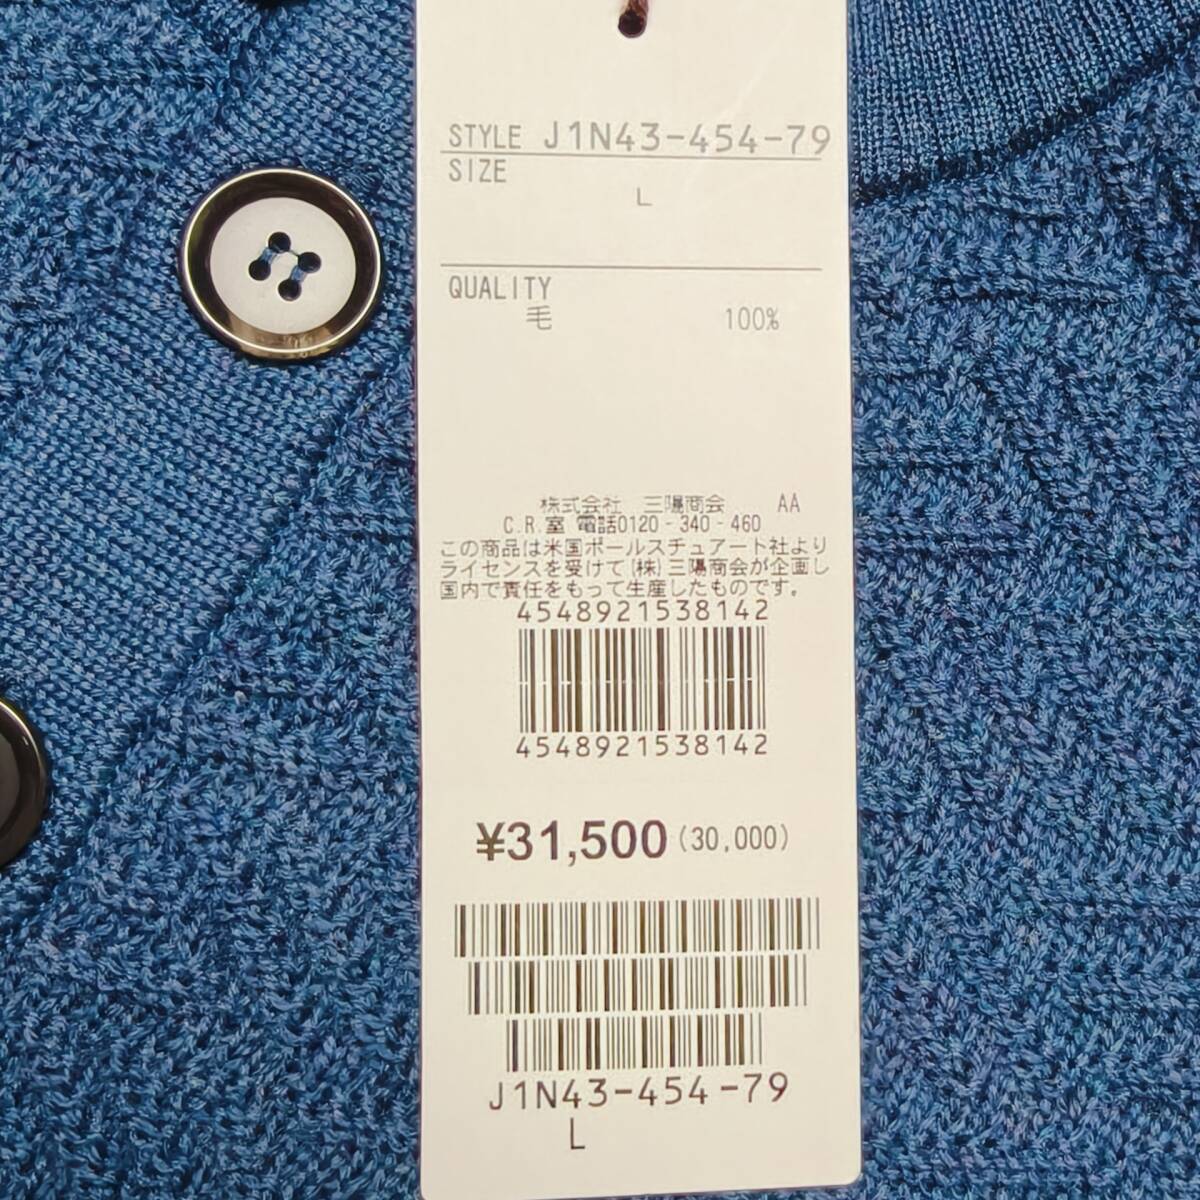 STYLE J1N43-454-79
SIZE
L
QUALITY
毛 100%
株式会社 三陽商会 AA
C.R.室 電話0120-340-460
この商品は米国ポールスチュアート社より
ライセンスを受けて(株)三陽商会が企画し
国内で責任をもって生産したものです。
4548921538142
4548921538142
¥31,500(30,000)
J1N43-454-79
L